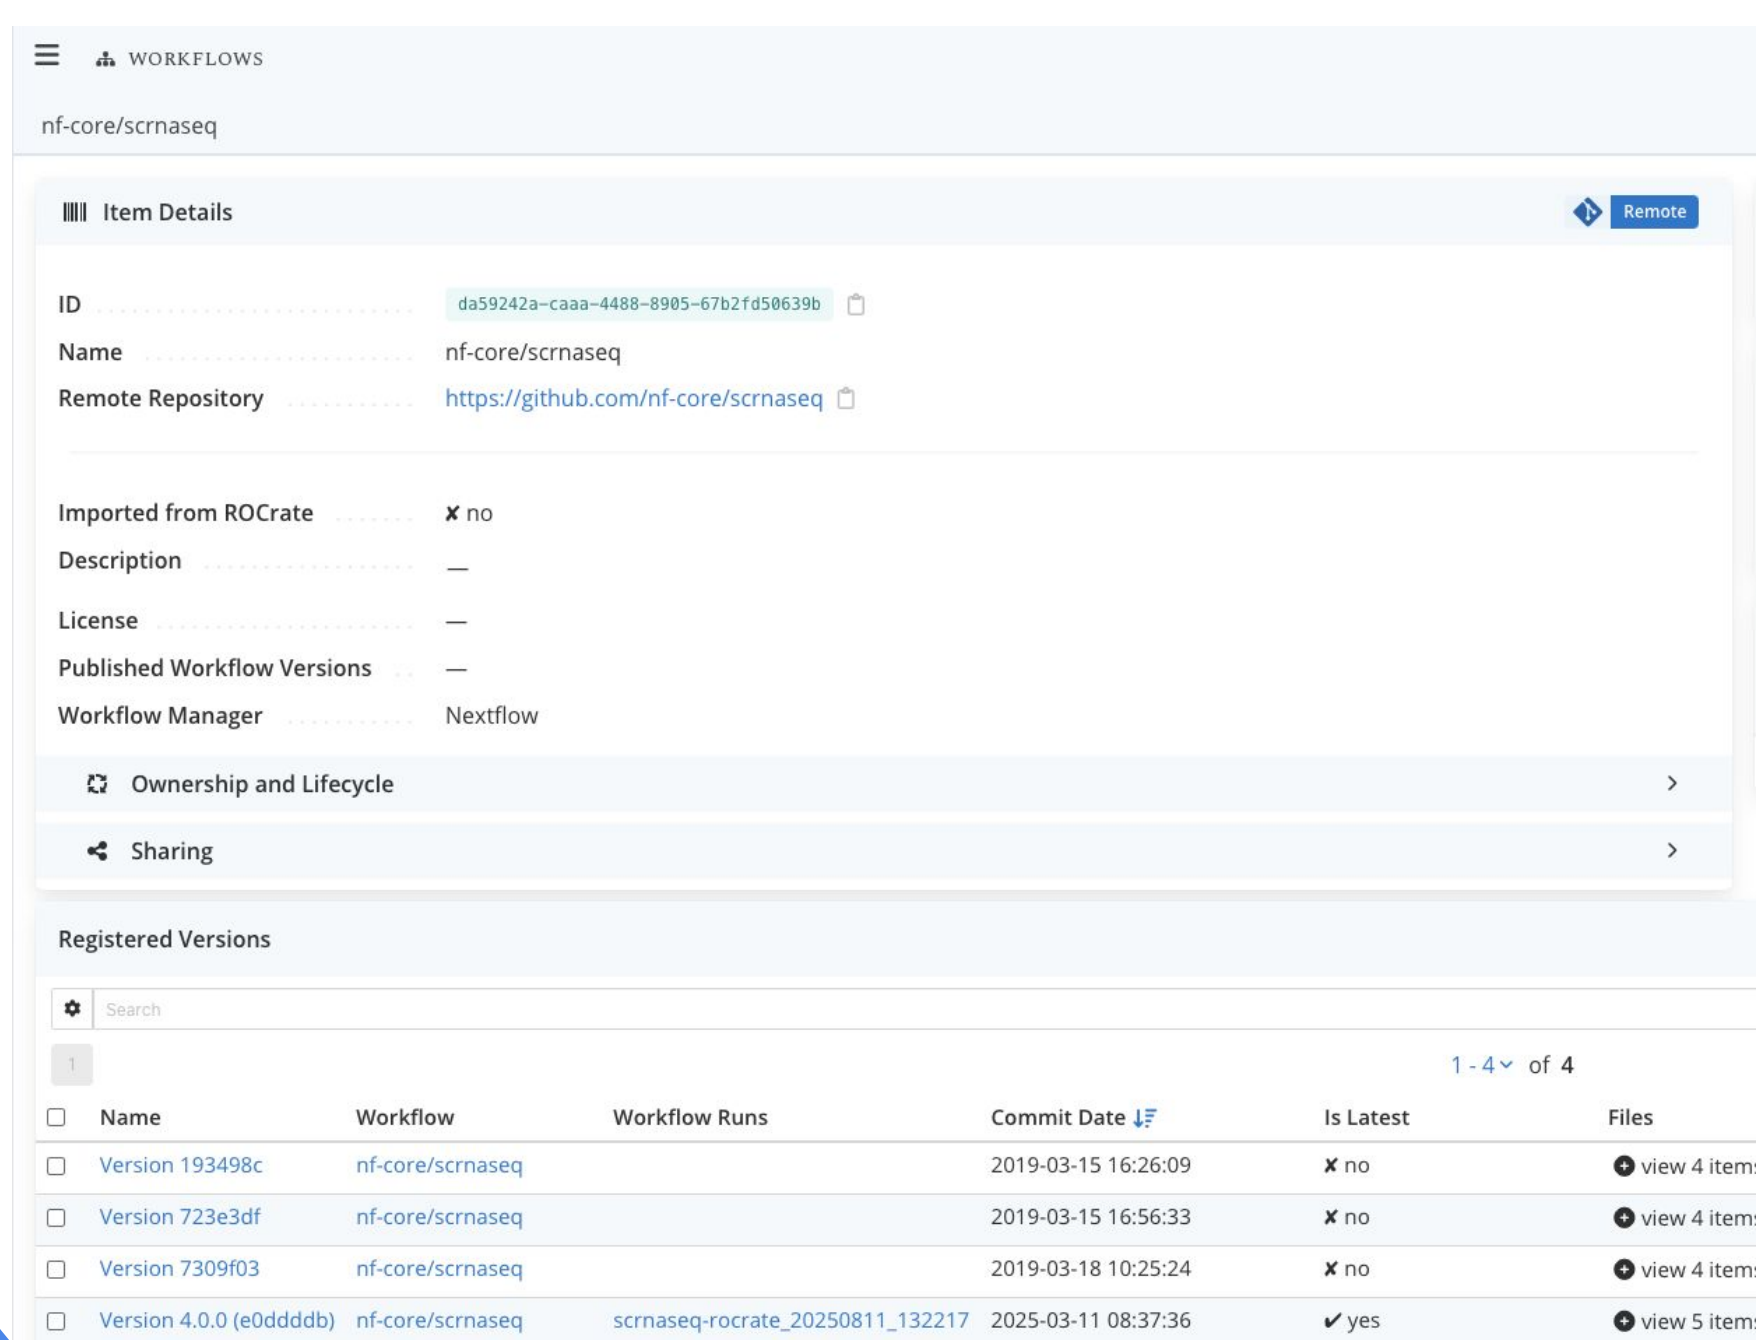 WORKFLOWS
nf-core/scrnaseq
Item Details Remote
ID da59242a-caaa-4488-8905-67b2fd50639b
Name nf-core/scrnaseq
Remote Repository https://github.com/nf-core/scrnaseq
Imported from ROCrate ✘ no
Description —
License —
Published Workflow Versions —
Workflow Manager Nextflow
Ownership and Lifecycle
Sharing
Registered Versions
Search
1 1 - 4 of 4
Name Workflow Workflow Runs Commit Date Is Latest Files
Version 193498c nf-core/scrnaseq 2019-03-15 16:26:09 ✘ no view 4 items
Version 723e3df nf-core/scrnaseq 2019-03-15 16:56:33 ✘ no view 4 items
Version 7309f03 nf-core/scrnaseq 2019-03-18 10:25:24 ✘ no view 4 items
Version 4.0.0 (e0ddddb) nf-core/scrnaseq scrnaseq-rocrate_20250811_132217 2025-03-11 08:37:36 ✔ yes view 5 items